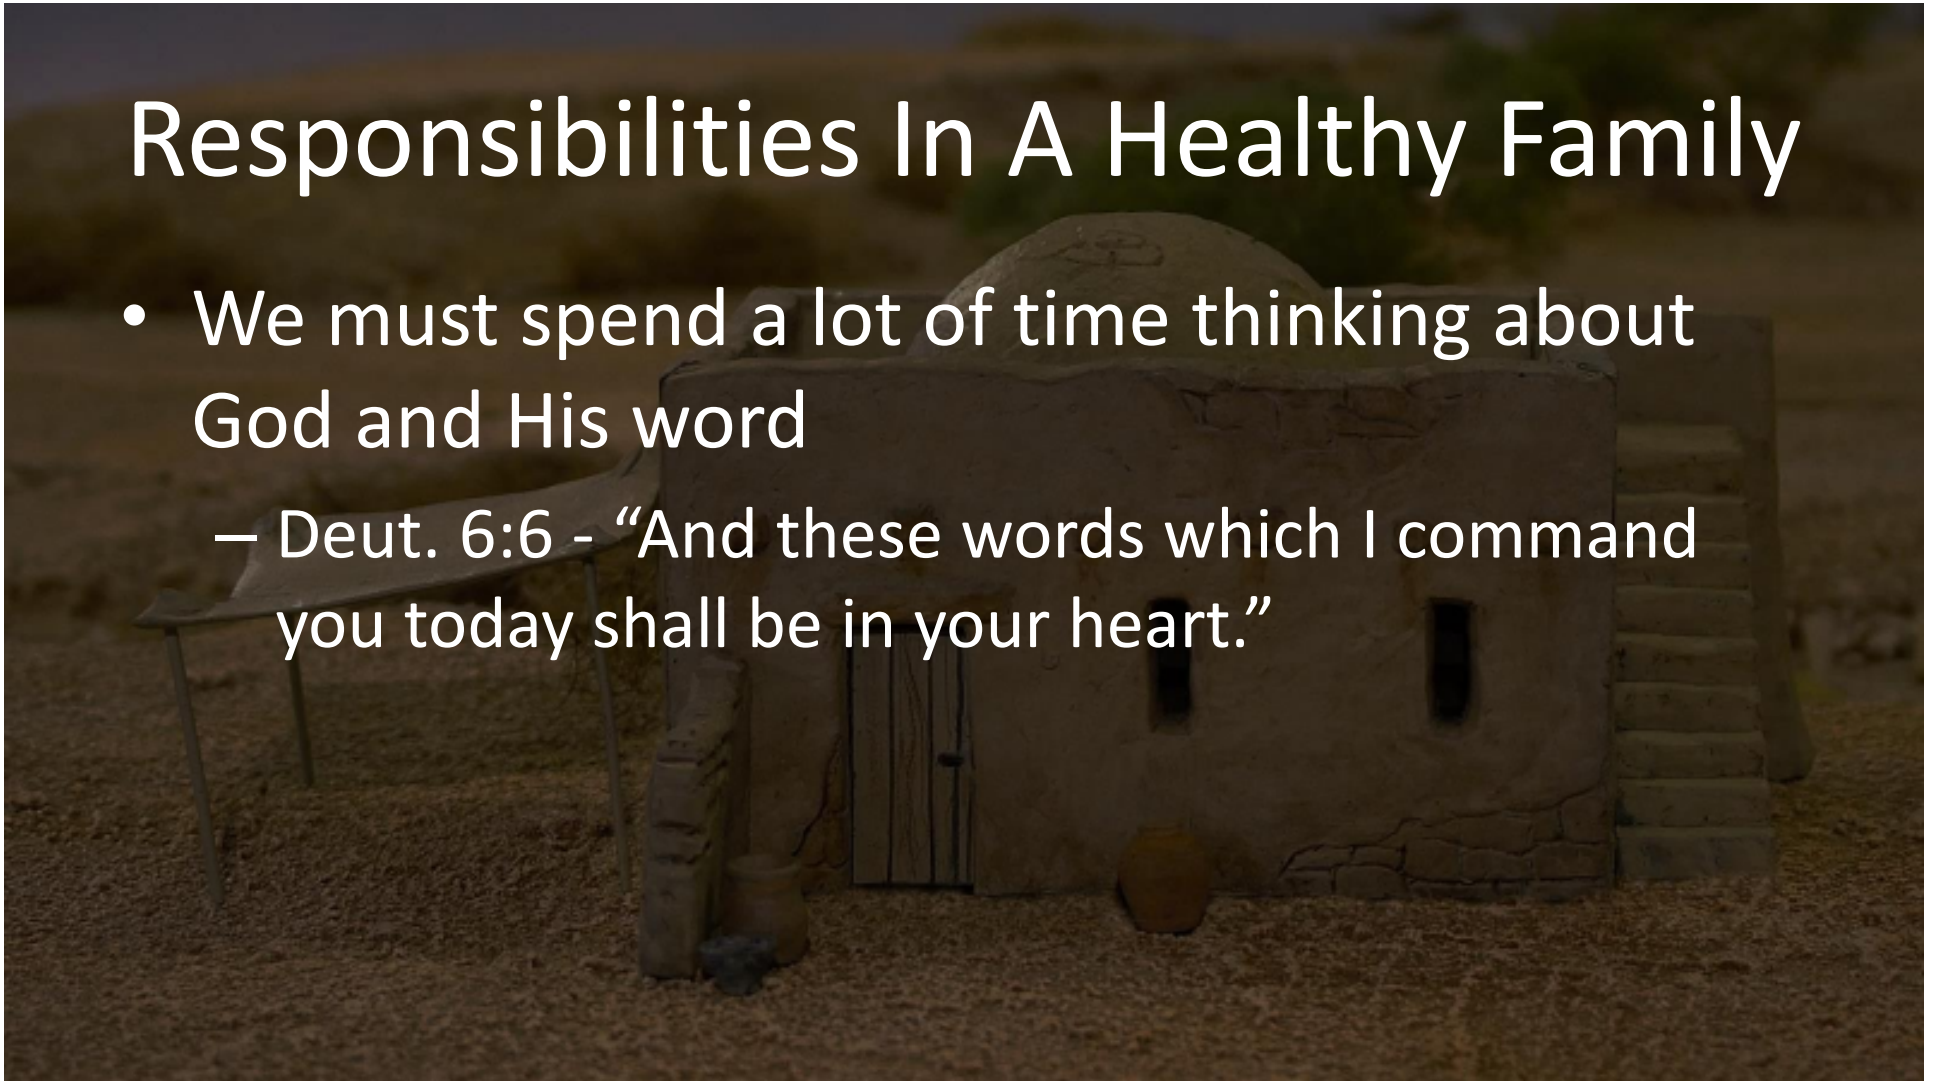 Responsibilities In A Healthy Family
• We must spend a lot of time thinking about
God and His word
– Deut. 6:6 - “And these words which I command
you today shall be in your heart.”